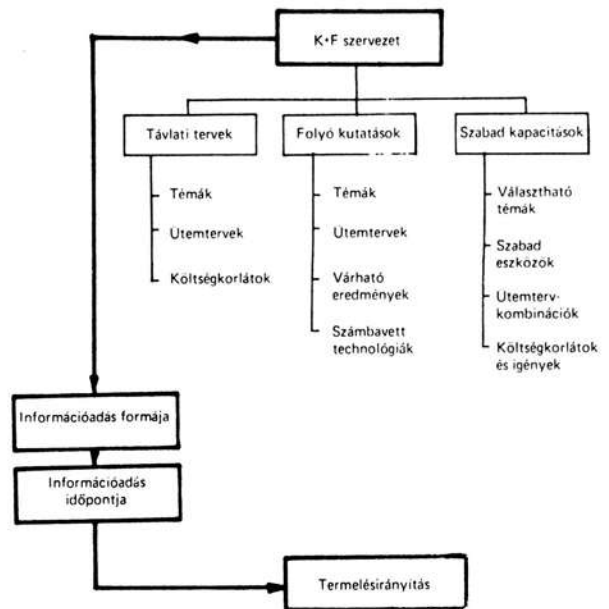 K+F szervezet
Távlati tervek
Folyó kutatások
Szabad kapacitások
Témák
Ütemtervek
Költségkorlátok
Témák
Ütemtervek
Várható
eredmények
Számbavett
technológiák
Választható
témák
Szabad
eszközök
Ütemterv-
kombinációk
Költségkorlátok
és igények
Információadás formája
Információadás
időpontja
Termelésirányítás